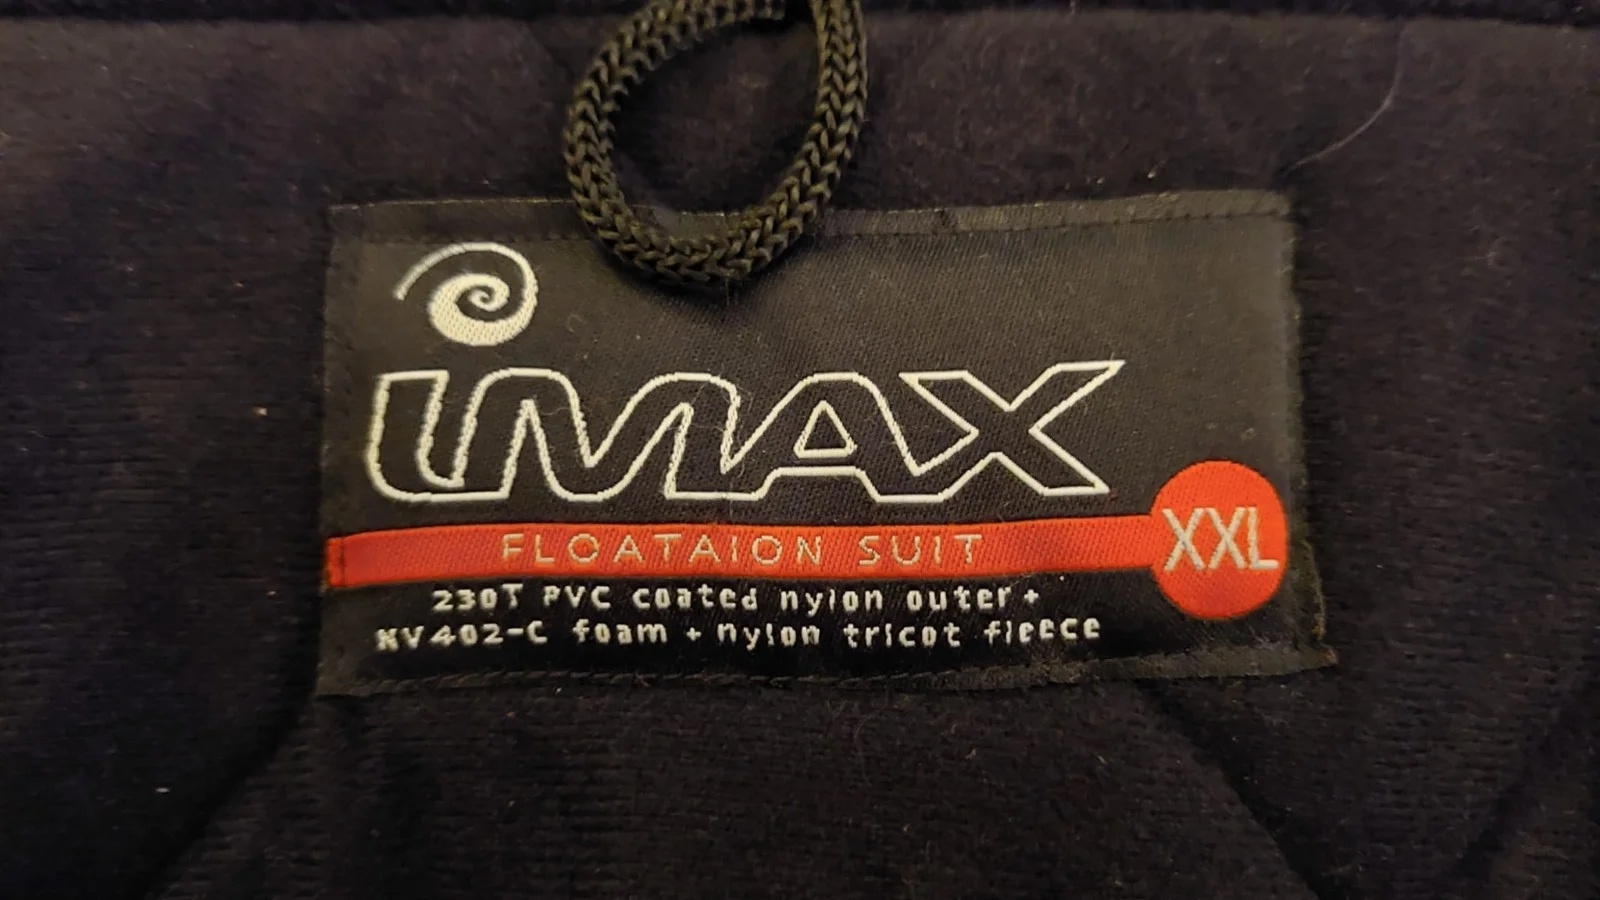 iMAX
FLOATAION SUIT
XXL
230T PVC coated nylon outer +
NV402-C foam + nylon tricot fleece